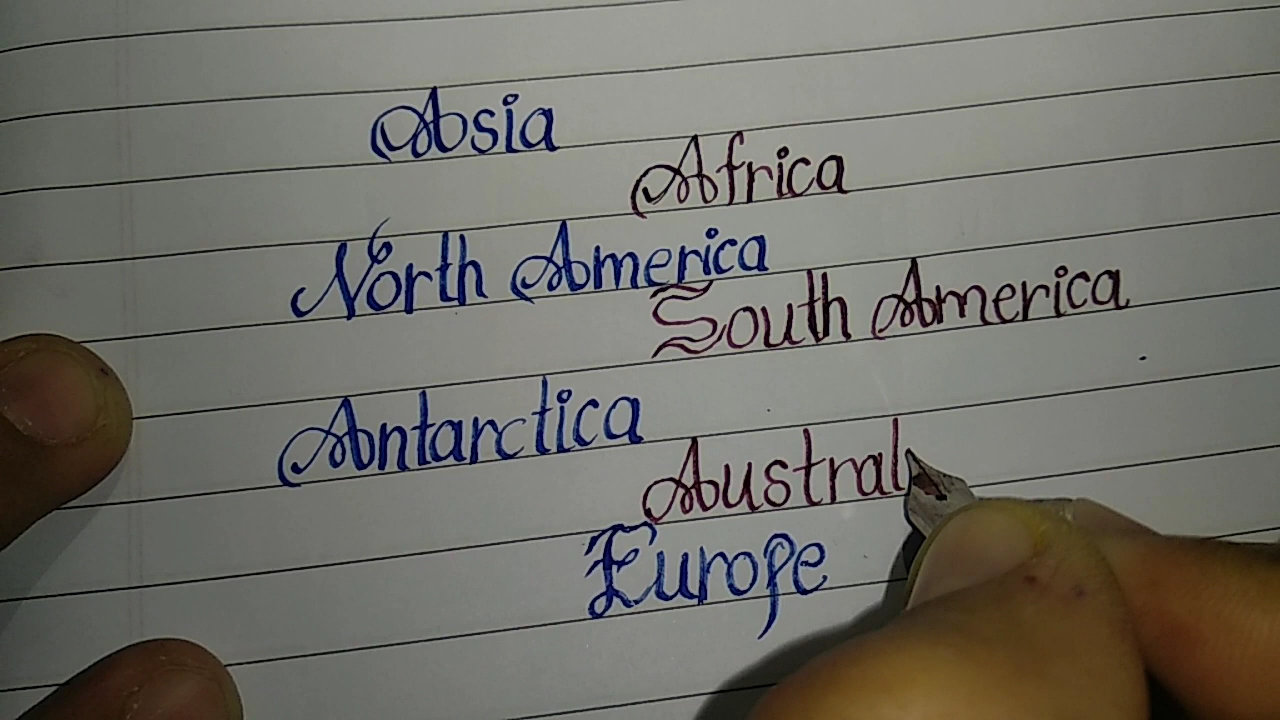 Asia
Africa
North America
South America
Antarctica
Austral
Europe